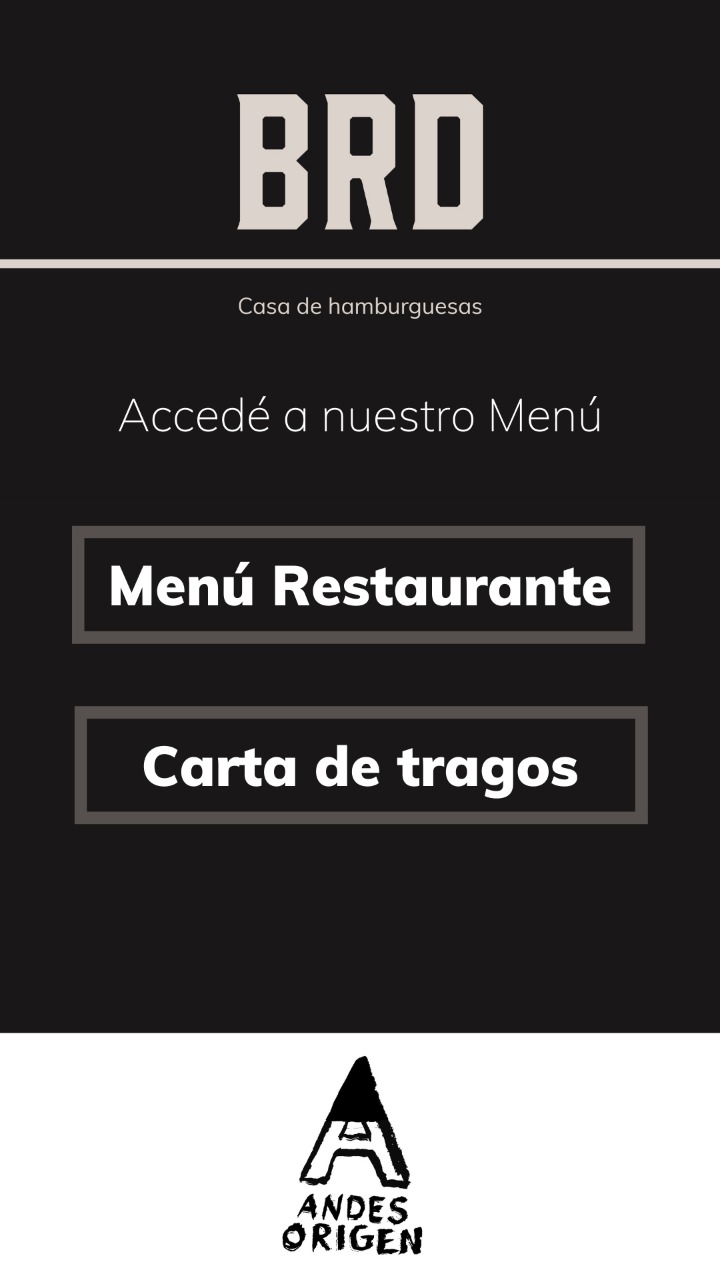 BRD
Casa de hamburguesas
Accedé a nuestro Menú
Menú Restaurante
Carta de tragos
A
ANDES
ORIGEN